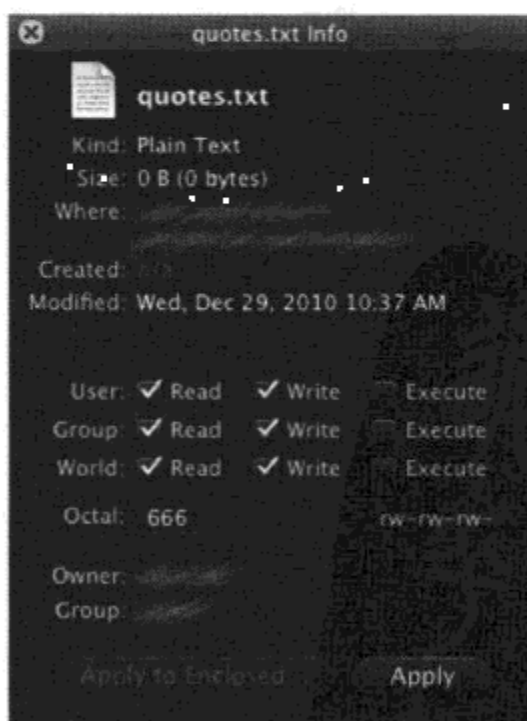 quotes.txt Info
quotes.txt
Kind: Plain Text
Size: 0 B (0 bytes)
Where:
Created: n/a
Modified: Wed, Dec 29, 2010 10:37 AM
User: Read Write Execute
Group: Read Write Execute
World: Read Write Execute
Octal: 666 rw-rw-rw-
Owner:
Group
Apply to Enclosed Apply